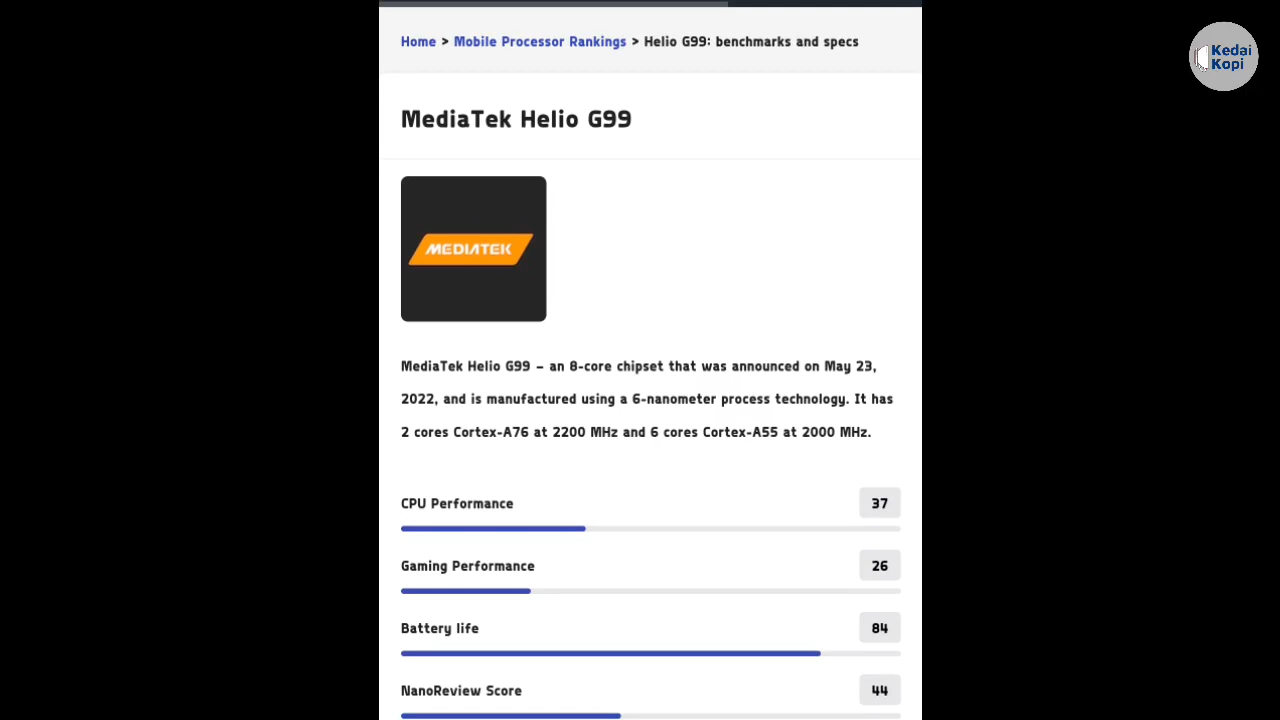 Home > Mobile Processor Rankings > Helio G99: benchmarks and specs
Kedai
Kopi
MediaTek Helio G99
MEDIATEK
MediaTek Helio G99 – an 8-core chipset that was announced on May 23,
2022, and is manufactured using a 6-nanometer process technology. It has
2 cores Cortex-A76 at 2200 MHz and 6 cores Cortex-A55 at 2000 MHz.
CPU Performance 37
Gaming Performance 26
Battery life 84
NanoReview Score 44